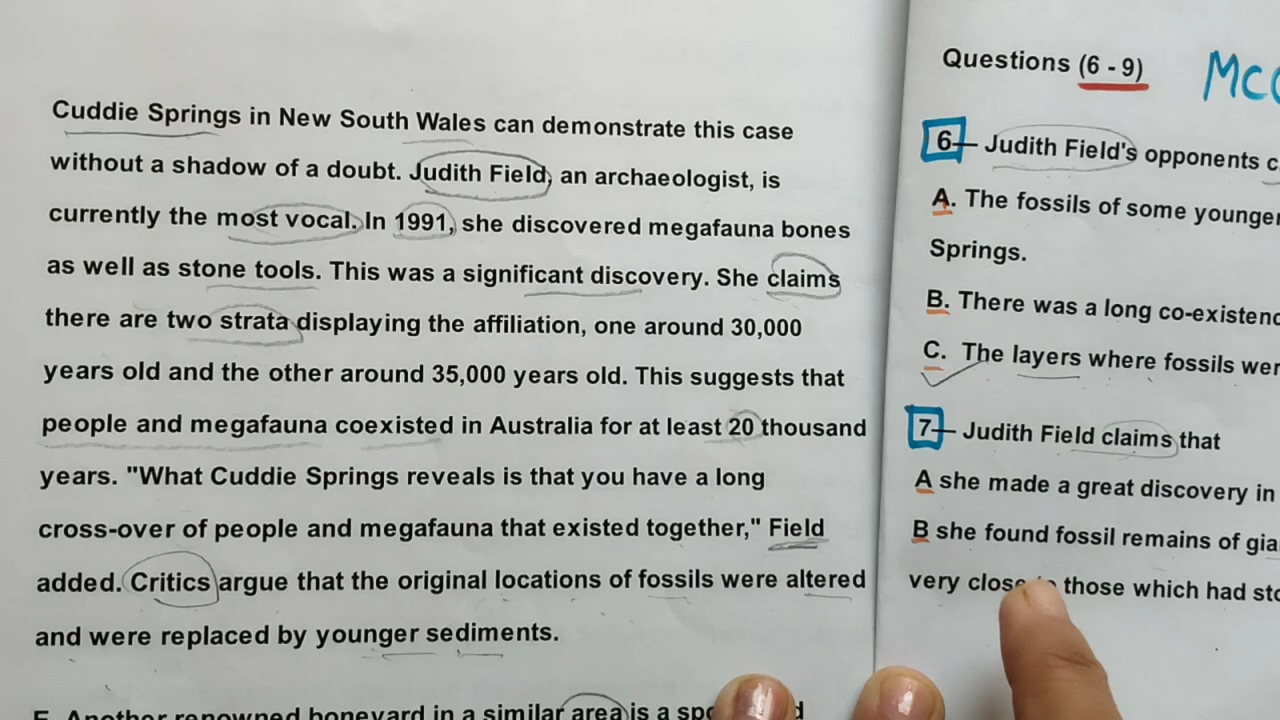 Cuddie Springs in New South Wales can demonstrate this case
without a shadow of a doubt. Judith Field, an archaeologist, is
currently the most vocal. In 1991, she discovered megafauna bones
as well as stone tools. This was a significant discovery. She claims
there are two strata displaying the affiliation, one around 30,000
years old and the other around 35,000 years old. This suggests that
people and megafauna coexisted in Australia for at least 20 thousand
years. "What Cuddie Springs reveals is that you have a long
cross-over of people and megafauna that existed together," Field
added. Critics argue that the original locations of fossils were altered
and were replaced by younger sediments.
Another renowned boneyard in a similar area is a
Questions (6 - 9)
6 Judith Field's opponents
A. The fossils of some younger
Springs.
B. There was a long
C. The layers where fossils
7 Judith Field claims that
A she made a great discovery in
B she found fossil remains of
very those which had